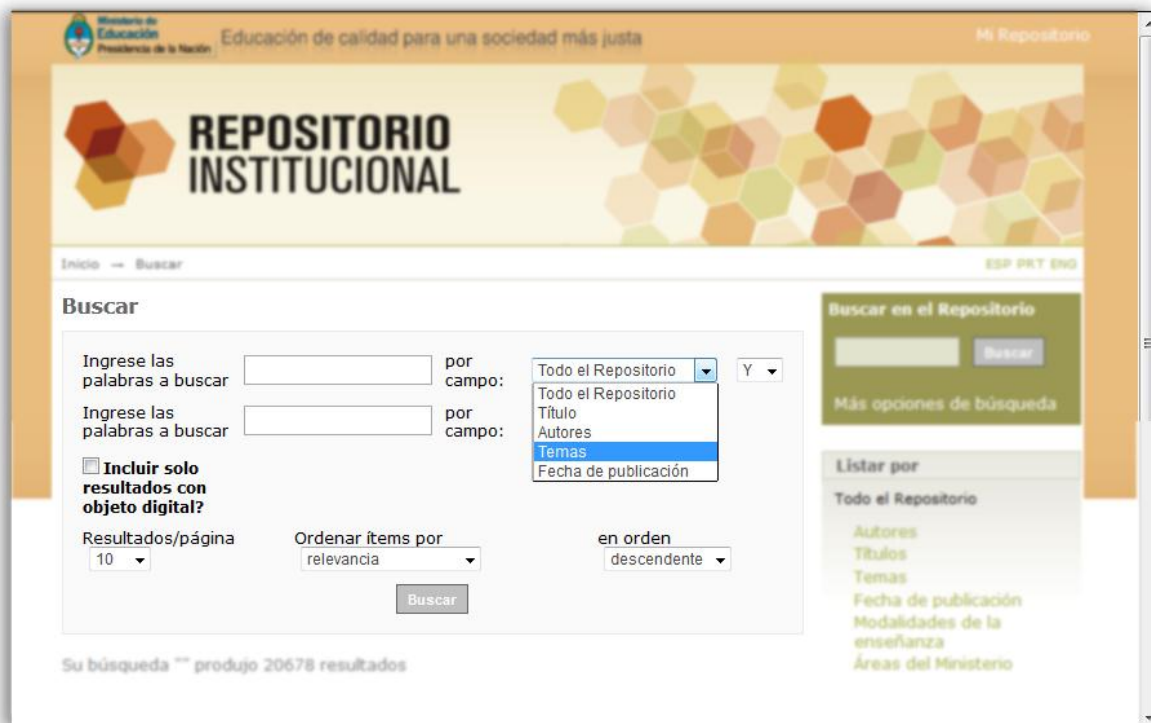 Ministerio de
Educación
Presidencia de la Nación
Educación de calidad para una sociedad más justa
Mi Repositorio
REPOSITORIO
INSTITUCIONAL
Inicio → Buscar
ESP PRT ENG
Buscar
Ingrese las
palabras a buscar
por
campo:
Todo el Repositorio
Y
Todo el Repositorio
Título
Autores
Temas
Fecha de publicación
Ingrese las
palabras a buscar
por
campo:
Incluir solo
resultados con
objeto digital?
Resultados/página
10
Ordenar ítems por
relevancia
en orden
descendente
Buscar
Su búsqueda "" produjo 20678 resultados
Buscar en el Repositorio
Buscar
Más opciones de búsqueda
Listar por
Todo el Repositorio
Autores
Títulos
Temas
Fecha de publicación
Modalidades de la
enseñanza
Áreas del Ministerio